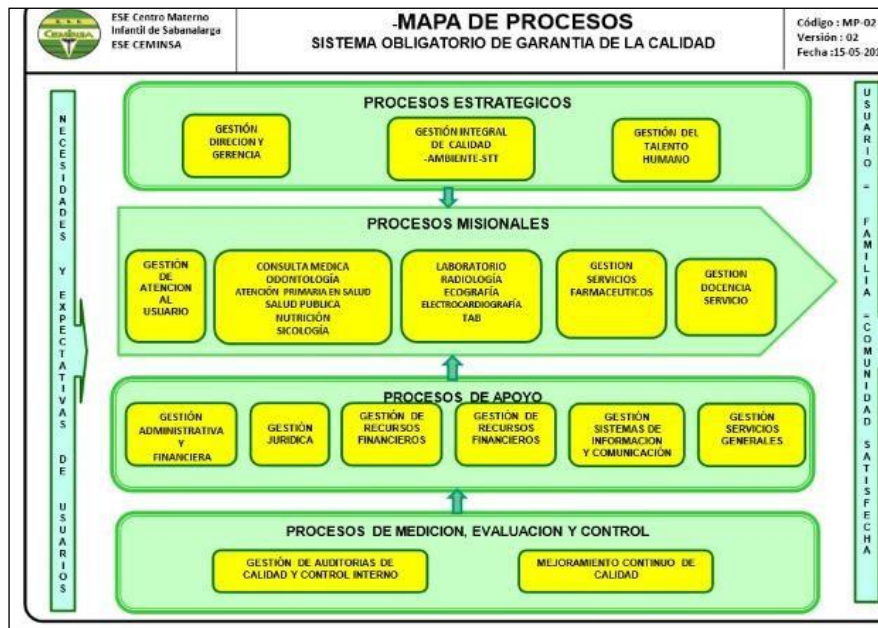 E S E
CEMINSA
ESE Centro Materno
Infantil de Sabanalarga
ESE CEMINSA
-MAPA DE PROCESOS
SISTEMA OBLIGATORIO DE GARANTIA DE LA CALIDAD
Código : MP-02
Versión : 02
Fecha :15-05-201
NECESIDADES Y EXPECTATIVAS DE USUARIOS
PROCESOS ESTRATEGICOS
GESTIÓN
DIRECION Y
GERENCIA
GESTIÓN INTEGRAL
DE CALIDAD
-AMBIENTE-STT
GESTIÓN DEL
TALENTO
HUMANO
PROCESOS MISIONALES
GESTIÓN
DE
ATENCION
AL
USUARIO
CONSULTA MEDICA
ODONTOLOGÍA
ATENCIÓN PRIMARIA EN SALUD
SALUD PUBLICA
NUTRICIÓN
SICOLOGÍA
LABORATORIO
RADIOLOGÍA
ECOGRAFÍA
ELECTROCARDIOGRAFÍA
TAB
GESTION
SERVICIOS
FARMACEUTICOS
GESTION
DOCENCIA
SERVICIO
PROCESOS DE APOYO
GESTIÓN
ADMINISTRATIVA
Y
FINANCIERA
GESTIÓN
JURIDICA
GESTIÓN DE
RECURSOS
FINANCIEROS
GESTIÓN DE
RECURSOS
FINANCIEROS
GESTIÓN
SISTEMAS DE
INFORMACION
Y COMUNICACIÓN
GESTIÓN
SERVICIOS
GENERALES
PROCESOS DE MEDICION, EVALUACION Y CONTROL
GESTIÓN DE AUDITORIAS DE
CALIDAD Y CONTROL INTERNO
MEJORAMIENTO CONTINUO DE
CALIDAD
USUARIO = FAMILIA =COMUNIDAD SATISFECHA